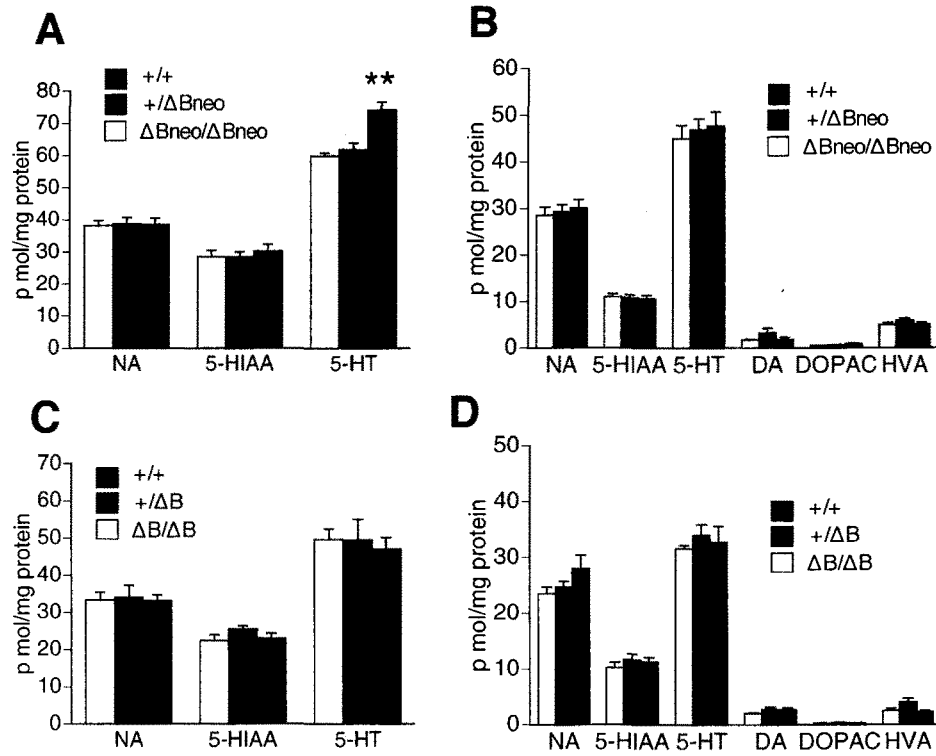 A
+/+
+/ΔBneo
ΔBneo/ΔBneo
**
80
70
60
50
40
30
20
10
0
p mol/mg protein
NA 5-HIAA 5-HT
B
+/+
+/ΔBneo
ΔBneo/ΔBneo
60
50
40
30
20
10
0
p mol/mg protein
NA 5-HIAA 5-HT DA DOPAC HVA
C
+/+
+/ΔB
ΔB/ΔB
70
60
50
40
30
20
10
0
p mol/mg protein
NA 5-HIAA 5-HT
D
+/+
+/ΔB
ΔB/ΔB
50
40
30
20
10
0
p mol/mg protein
NA 5-HIAA 5-HT DA DOPAC HVA